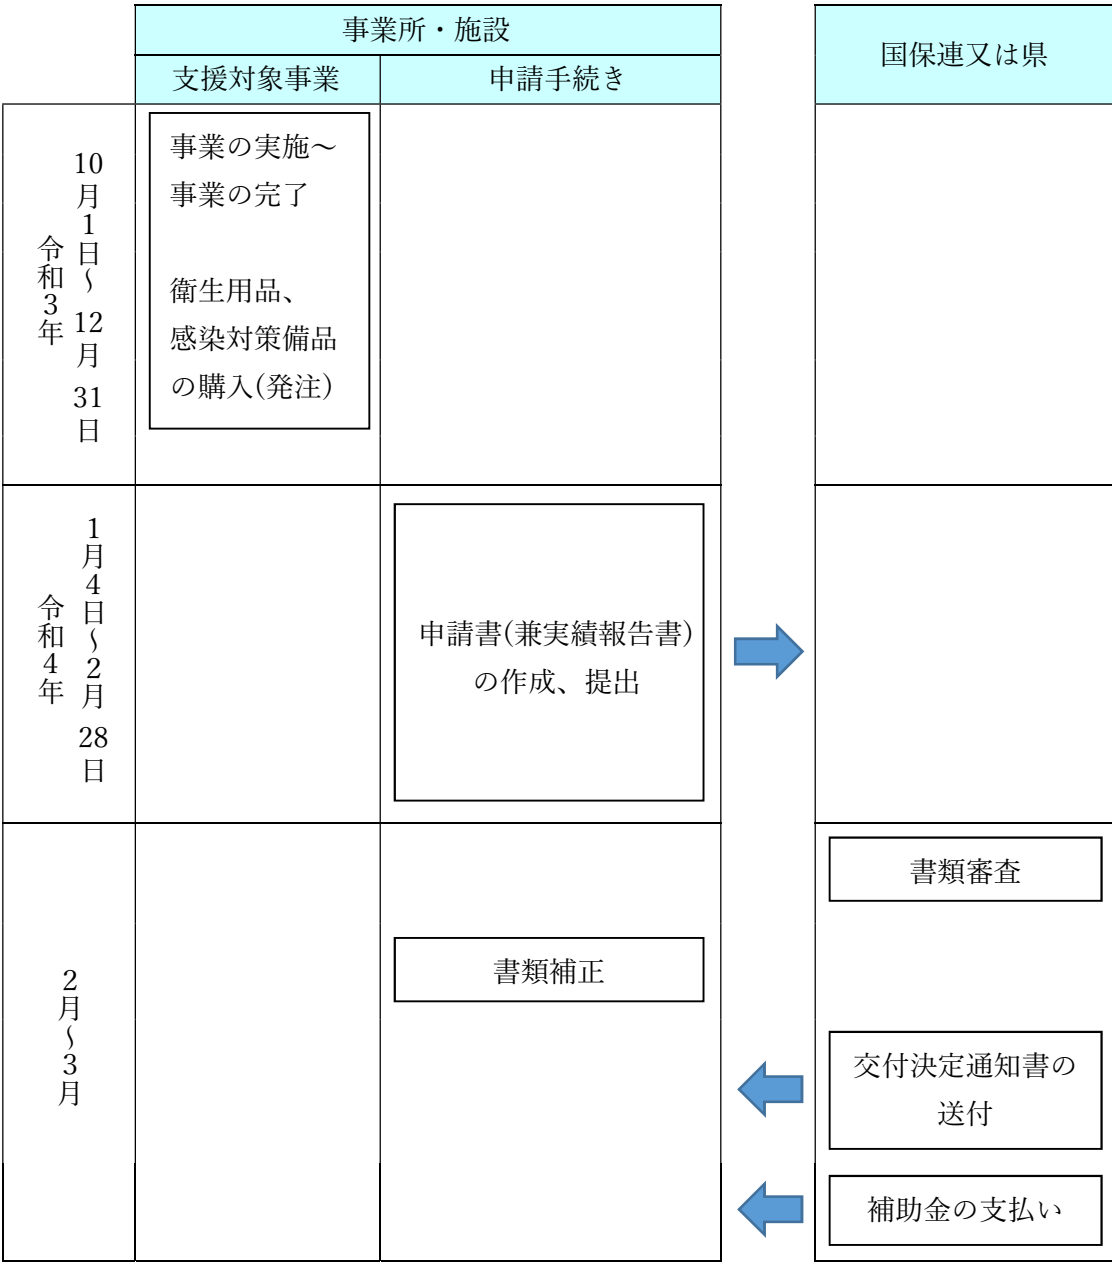 事業所・施設
国保連又は県
支援対象事業
申請手続き
令和3年
10月1日～12月31日
事業の実施～
事業の完了
衛生用品、
感染対策備品
の購入(発注)
令和4年
1月4日～2月28日
申請書(兼実績報告書)
の作成、提出
2月～3月
書類審査
書類補正
交付決定通知書の
送付
補助金の支払い